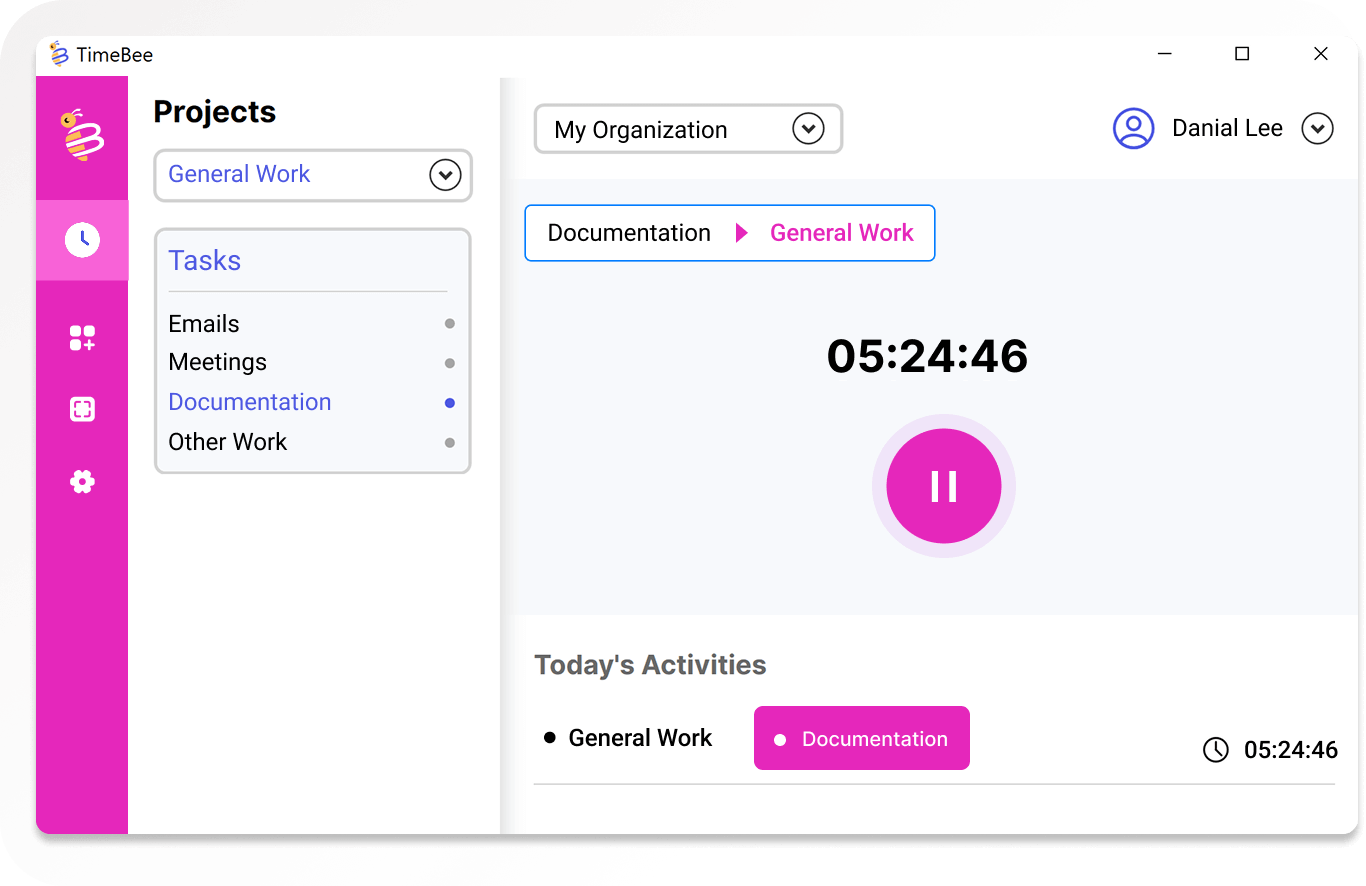 TimeBee
Projects
General Work
Tasks
Emails
Meetings
Documentation
Other Work
My Organization
Danial Lee
Documentation General Work
05:24:46
Today's Activities
General Work Documentation 05:24:46